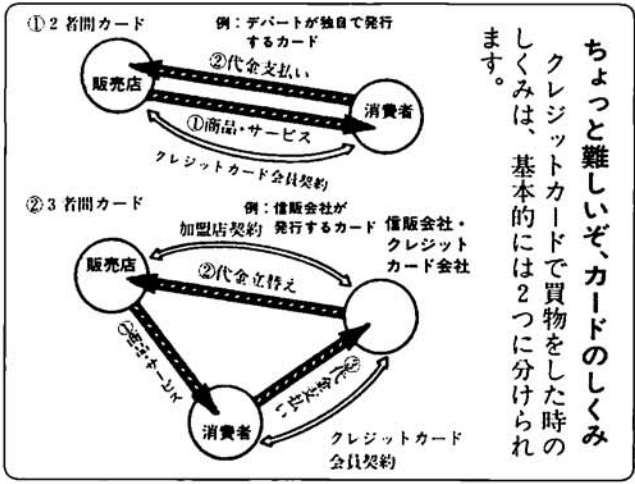 ちょっと難しいぞ、カードのしくみ
クレジットカードで買物をした時の
しくみは、基本的には2つに分けられ
ます。
①2者間カード
例：デパートが独自で発行
するカード
②代金支払い
販売店
消費者
①商品・サービス
クレジットカード会員契約
②3者間カード
例：信販会社が
発行するカード
加盟店契約
信販会社・
クレジット
カード会社
販売店
②代金立替え
①商品・サービス
③代金支払い
消費者
クレジットカード
会員契約